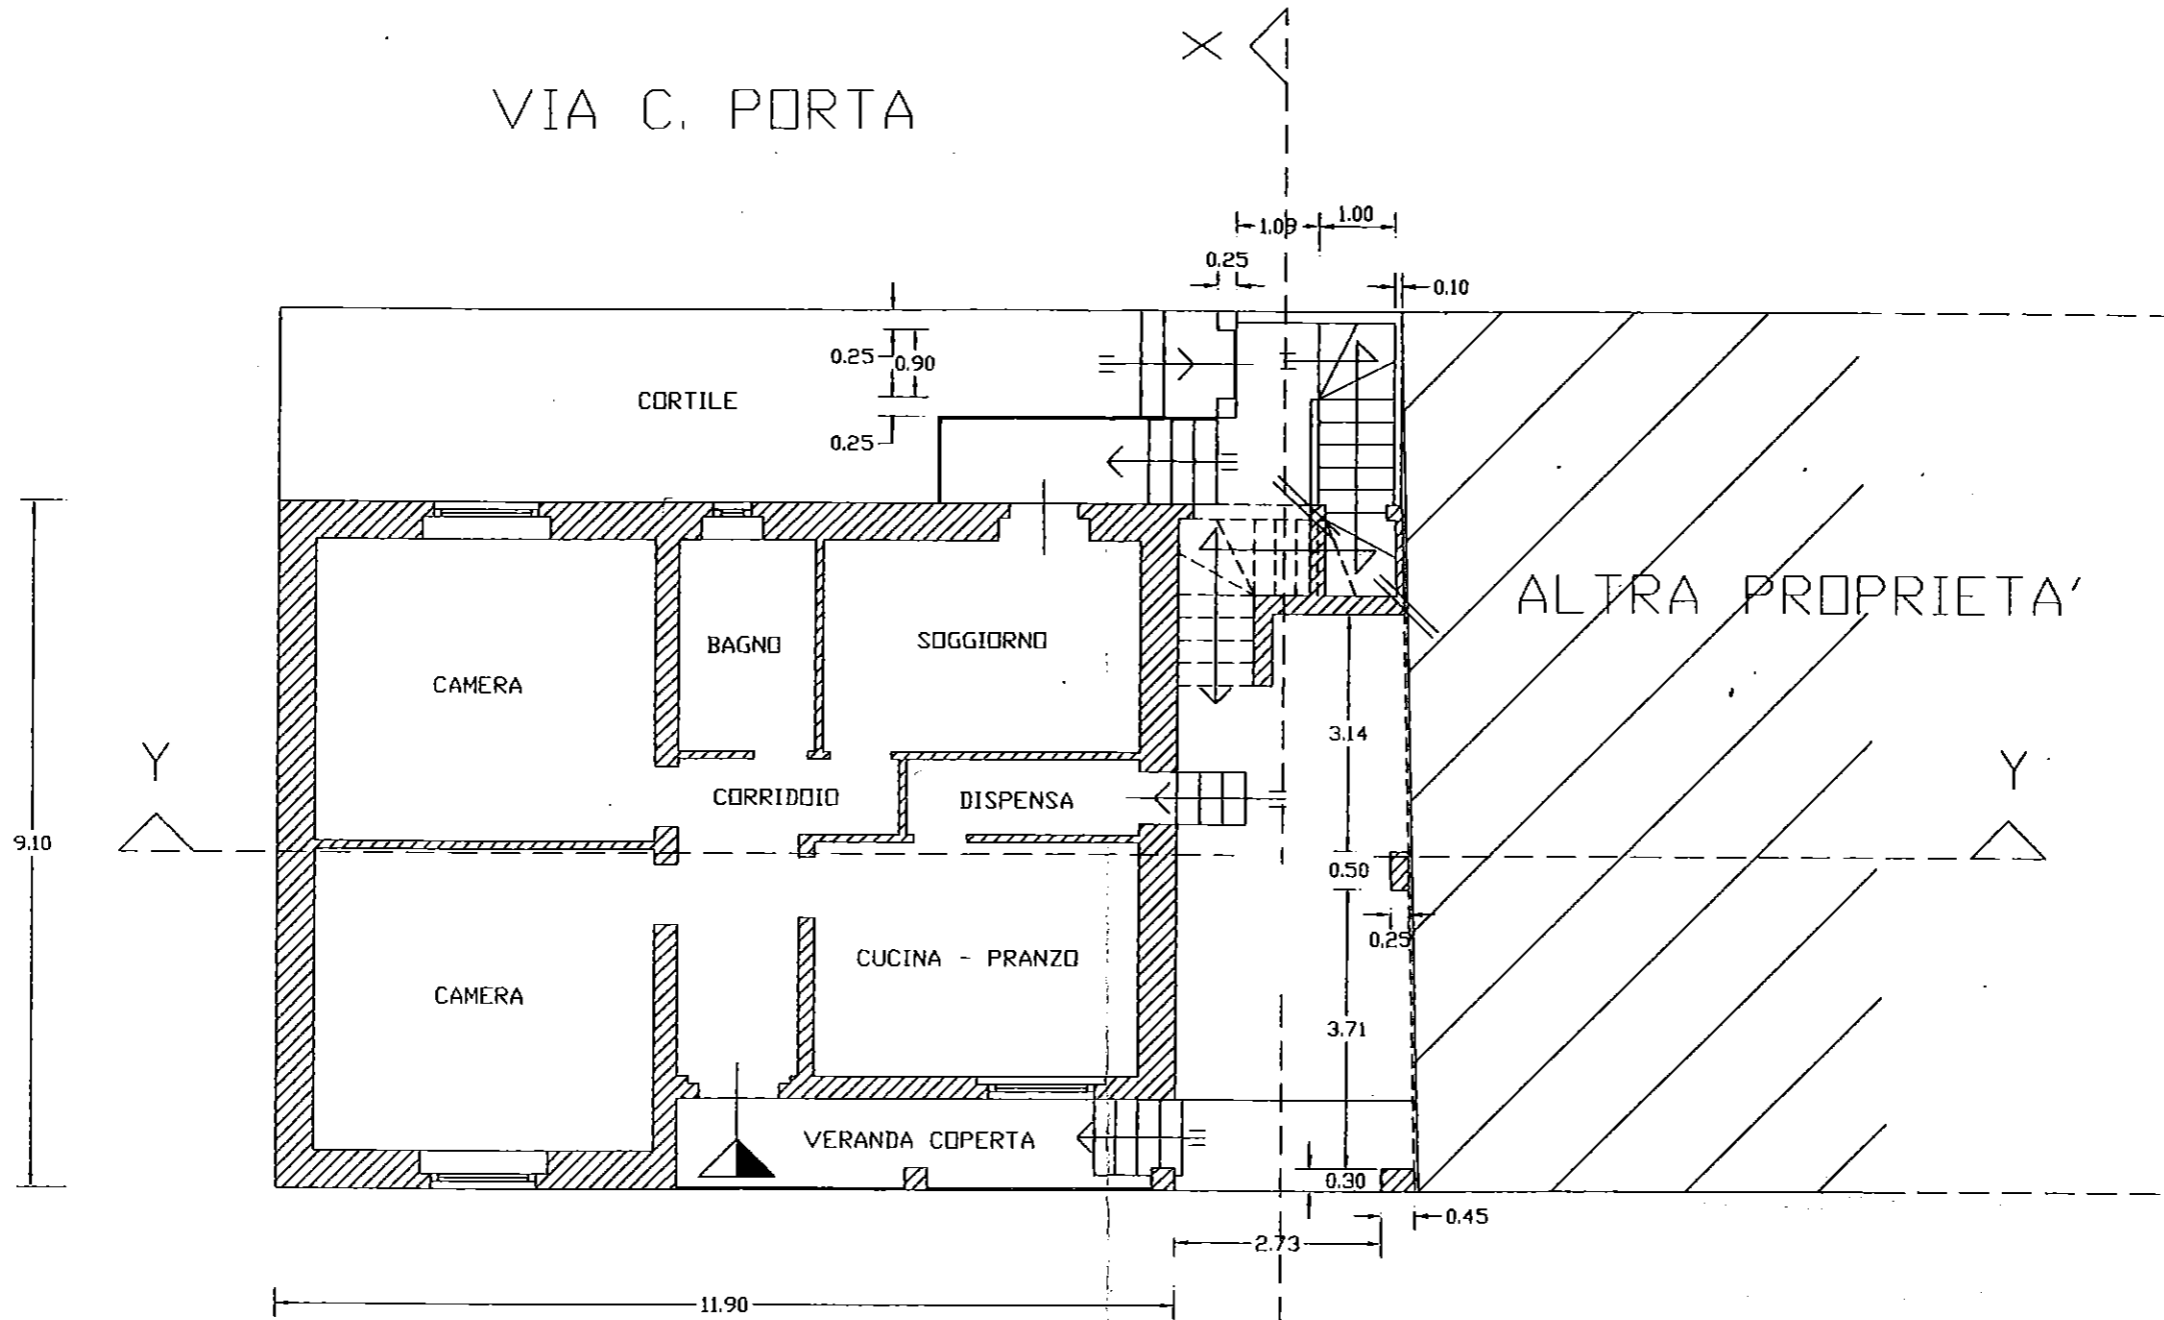 X
VIA C. PORTA
1.00
1.09
0.25
0.10
0.25
0.90
CORTILE
0.25
ALTRA PROPRIETA'
BAGNO
SOGGIORNO
CAMERA
3.14
Y
Y
CORRIDOIO
DISPENSA
9.10
0.50
0.25
CUCINA - PRANZO
CAMERA
3.71
VERANDA COPERTA
0.30
0.45
2.73
11.90